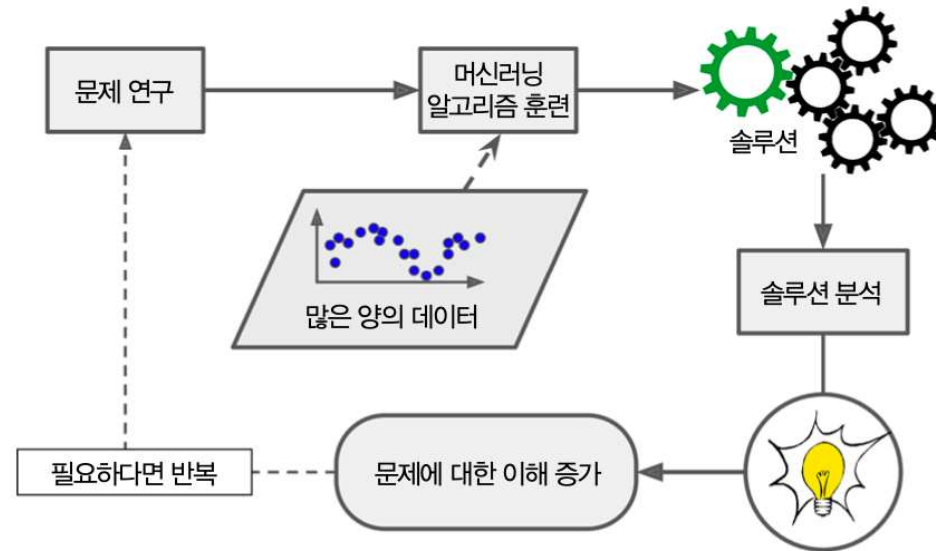 문제 연구
머신러닝
알고리즘 훈련
솔루션
많은 양의 데이터
솔루션 분석
필요하다면 반복
문제에 대한 이해 증가